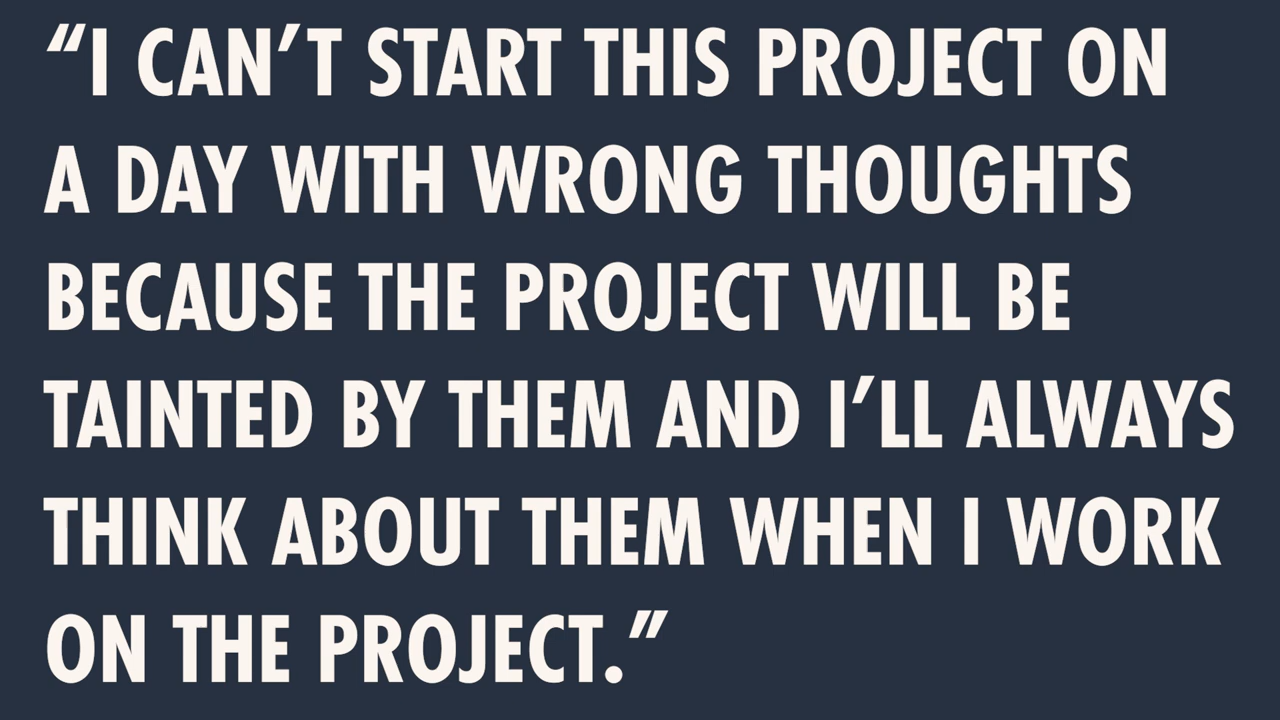 “I CAN’T START THIS PROJECT ON
A DAY WITH WRONG THOUGHTS
BECAUSE THE PROJECT WILL BE
TAINTED BY THEM AND I’LL ALWAYS
THINK ABOUT THEM WHEN I WORK
ON THE PROJECT.”